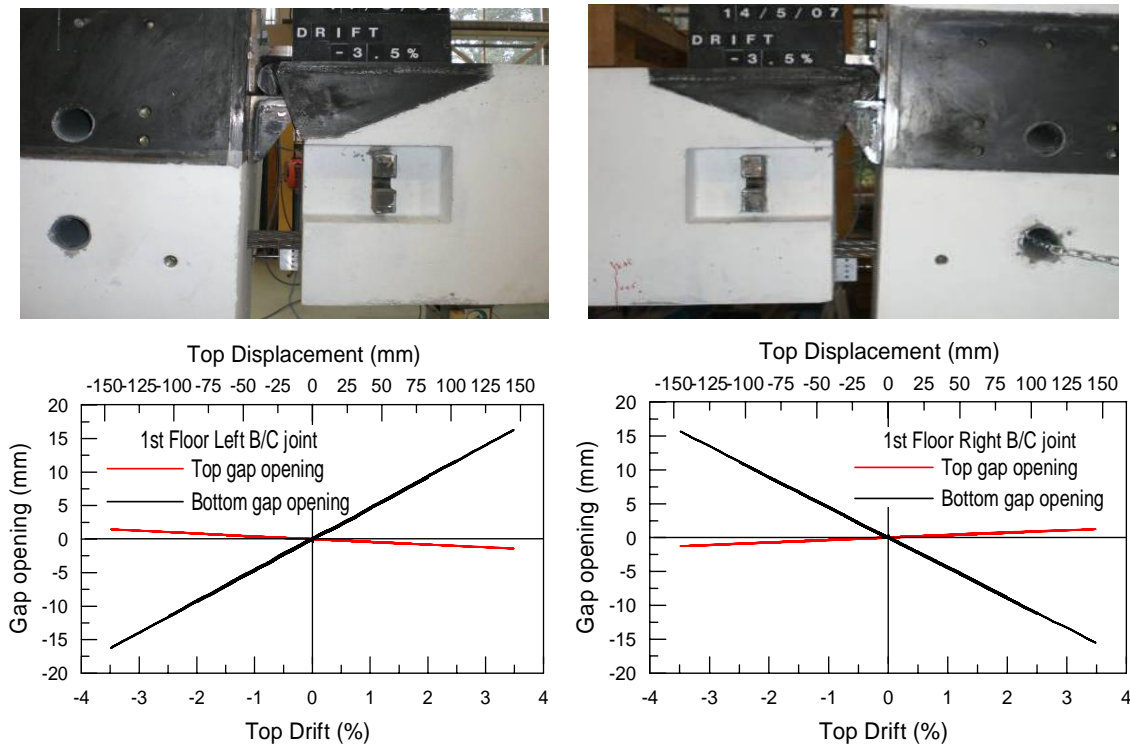 DRIFT
-3.5%
14/5/07
DRIFT
-3.5%
Top Displacement (mm)
-150-125-100 -75 -50 -25 0 25 50 75 100 125 150
20
15
10
5
0
-5
-10
-15
-20
Gap opening (mm)
1st Floor Left B/C joint
Top gap opening
Bottom gap opening
-4 -3 -2 -1 0 1 2 3 4
Top Drift (%)
Top Displacement (mm)
-150-125-100 -75 -50 -25 0 25 50 75 100 125 150
20
15
10
5
0
-5
-10
-15
-20
Gap opening (mm)
1st Floor Right B/C joint
Top gap opening
Bottom gap opening
-4 -3 -2 -1 0 1 2 3 4
Top Drift (%)